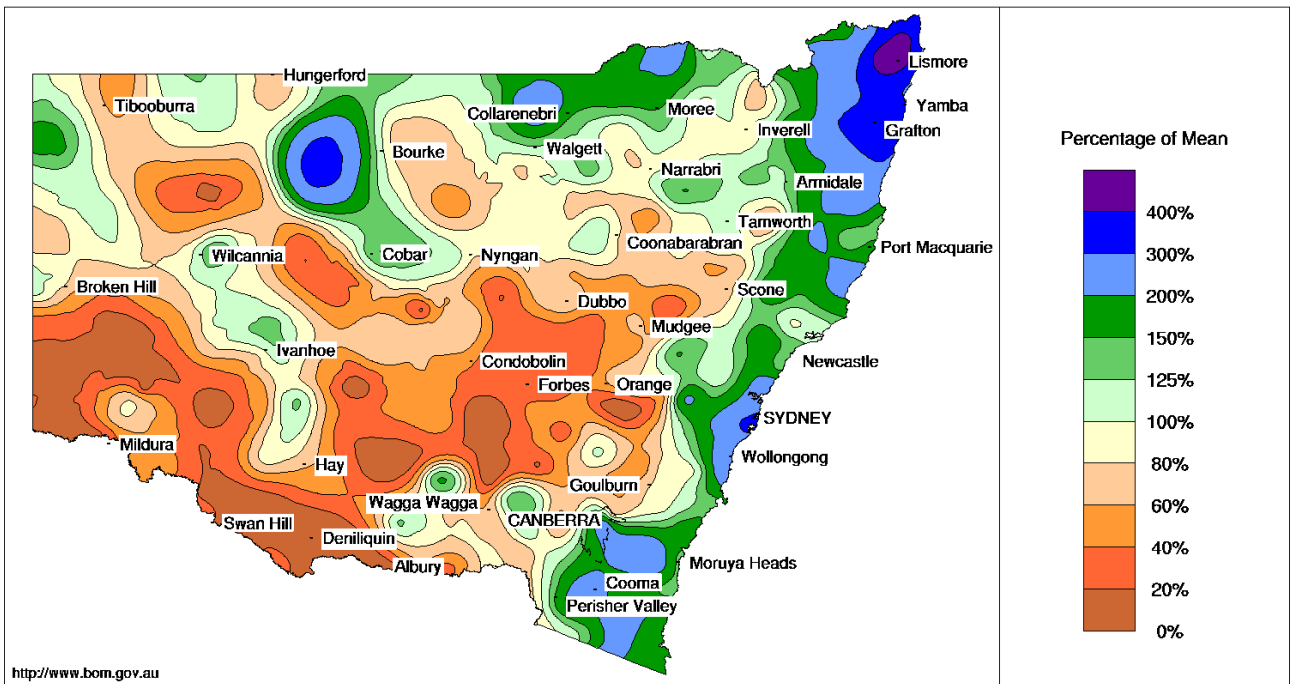 Hungerford
Lismore
Tibooburra
Collarenebri
Moree
Yamba
Inverell
Grafton
Percentage of Mean
Bourke
Walgett
Narrabri
Armidale
400%
Tamworth
Coonabarabran
Port Macquarie
Wilcannia
Cobar
Nyngan
300%
Broken Hill
Scone
Dubbo
200%
Mudgee
150%
Ivanhoe
Newcastle
Condobolin
125%
Forbes
Orange
SYDNEY
100%
Mildura
Wollongong
Hay
80%
Goulburn
Wagga Wagga
60%
Swan Hill
CANBERRA
Deniliquin
40%
Albury
Moruya Heads
Cooma
20%
Perisher Valley
0%
http://www.bom.gov.au